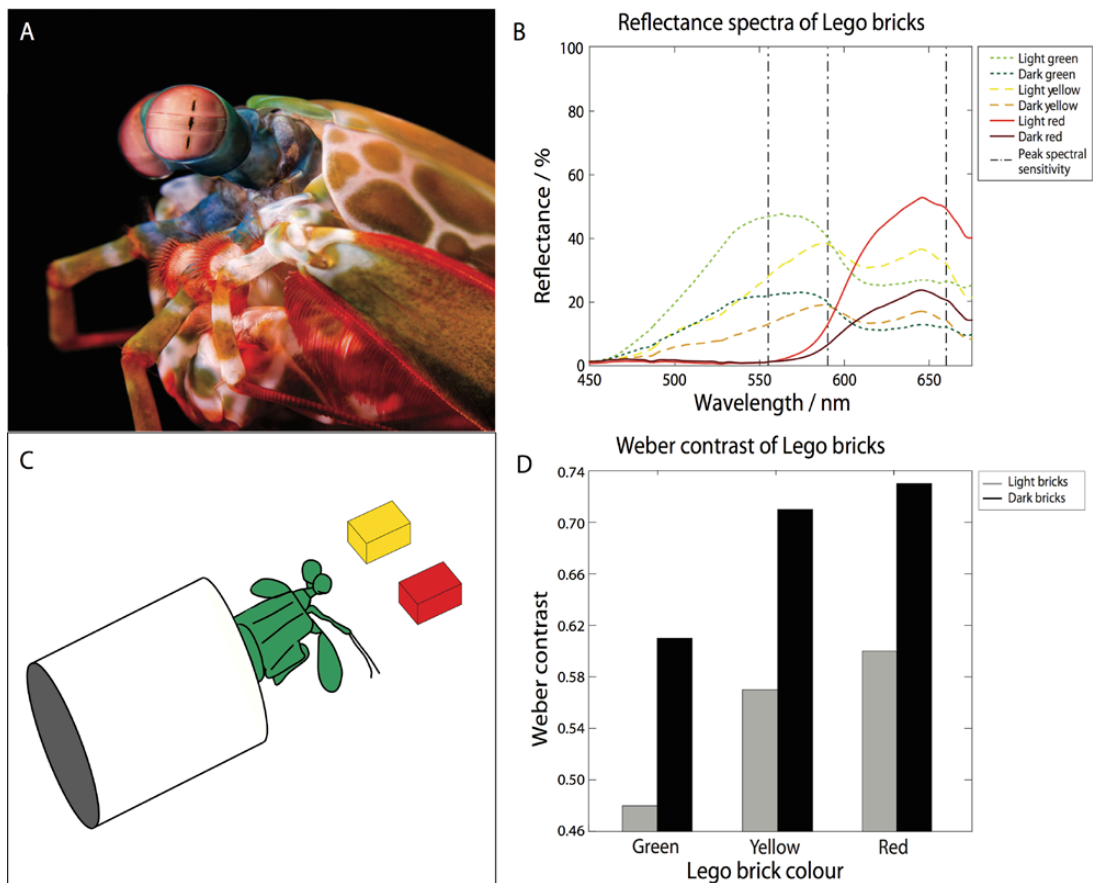 A
B
Reflectance spectra of Lego bricks
100
80
60
40
20
0
Reflectance / %
450
500
550
600
650
Wavelength / nm
Light green
Dark green
Light yellow
Dark yellow
Light red
Dark red
Peak spectral
sensitivity
C
D
Weber contrast of Lego bricks
0.74
0.70
0.66
0.62
0.58
0.54
0.50
0.46
Weber contrast
Green
Yellow
Red
Lego brick colour
Light bricks
Dark bricks